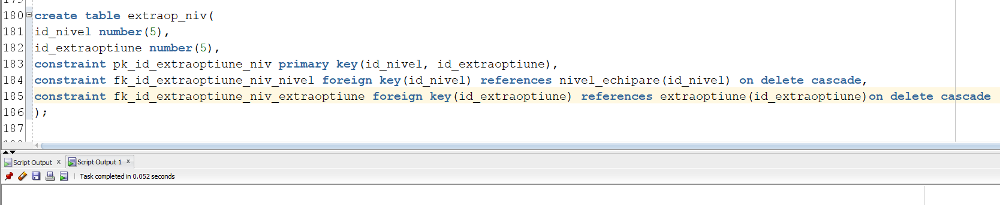 180 create table extraop_niv(
181 id_nivel number(5),
182 id_extraoptiune number(5),
183 constraint pk_id_extraoptiune_niv primary key(id_nivel, id_extraoptiune),
184 constraint fk_id_extraoptiune_niv_nivel foreign key(id_nivel) references nivel_echipare(id_nivel) on delete cascade,
185 constraint fk_id_extraoptiune_niv_extraoptiune foreign key(id_extraoptiune) references extraoptiune(id_extraoptiune)on delete cascade
186 );
187
Script Output x Script Output 1 x
Task completed in 0.052 seconds